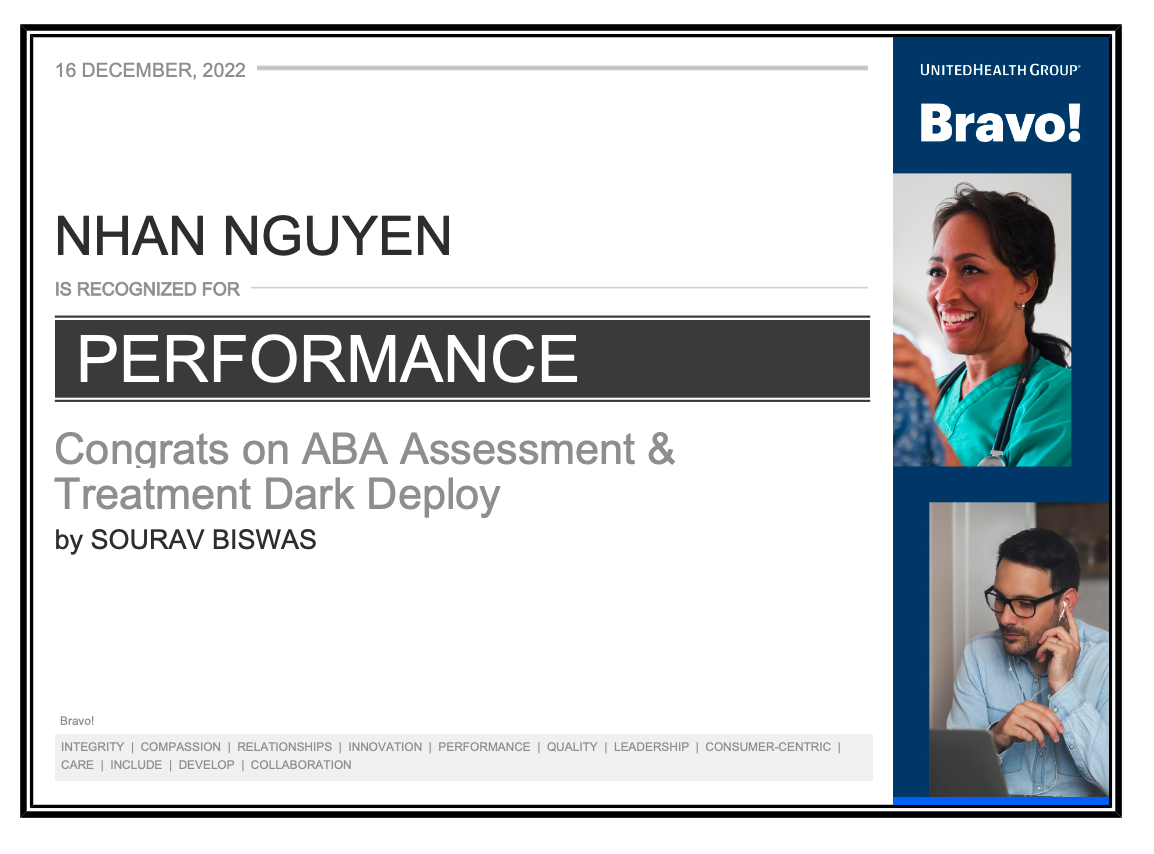 16 DECEMBER, 2022
UNITEDHEALTH GROUP®
Bravo!
NHAN NGUYEN
IS RECOGNIZED FOR
PERFORMANCE
Congrats on ABA Assessment &
Treatment Dark Deploy
by SOURAV BISWAS
Bravo!
INTEGRITY | COMPASSION | RELATIONSHIPS | INNOVATION | PERFORMANCE | QUALITY | LEADERSHIP | CONSUMER-CENTRIC |
CARE | INCLUDE | DEVELOP | COLLABORATION